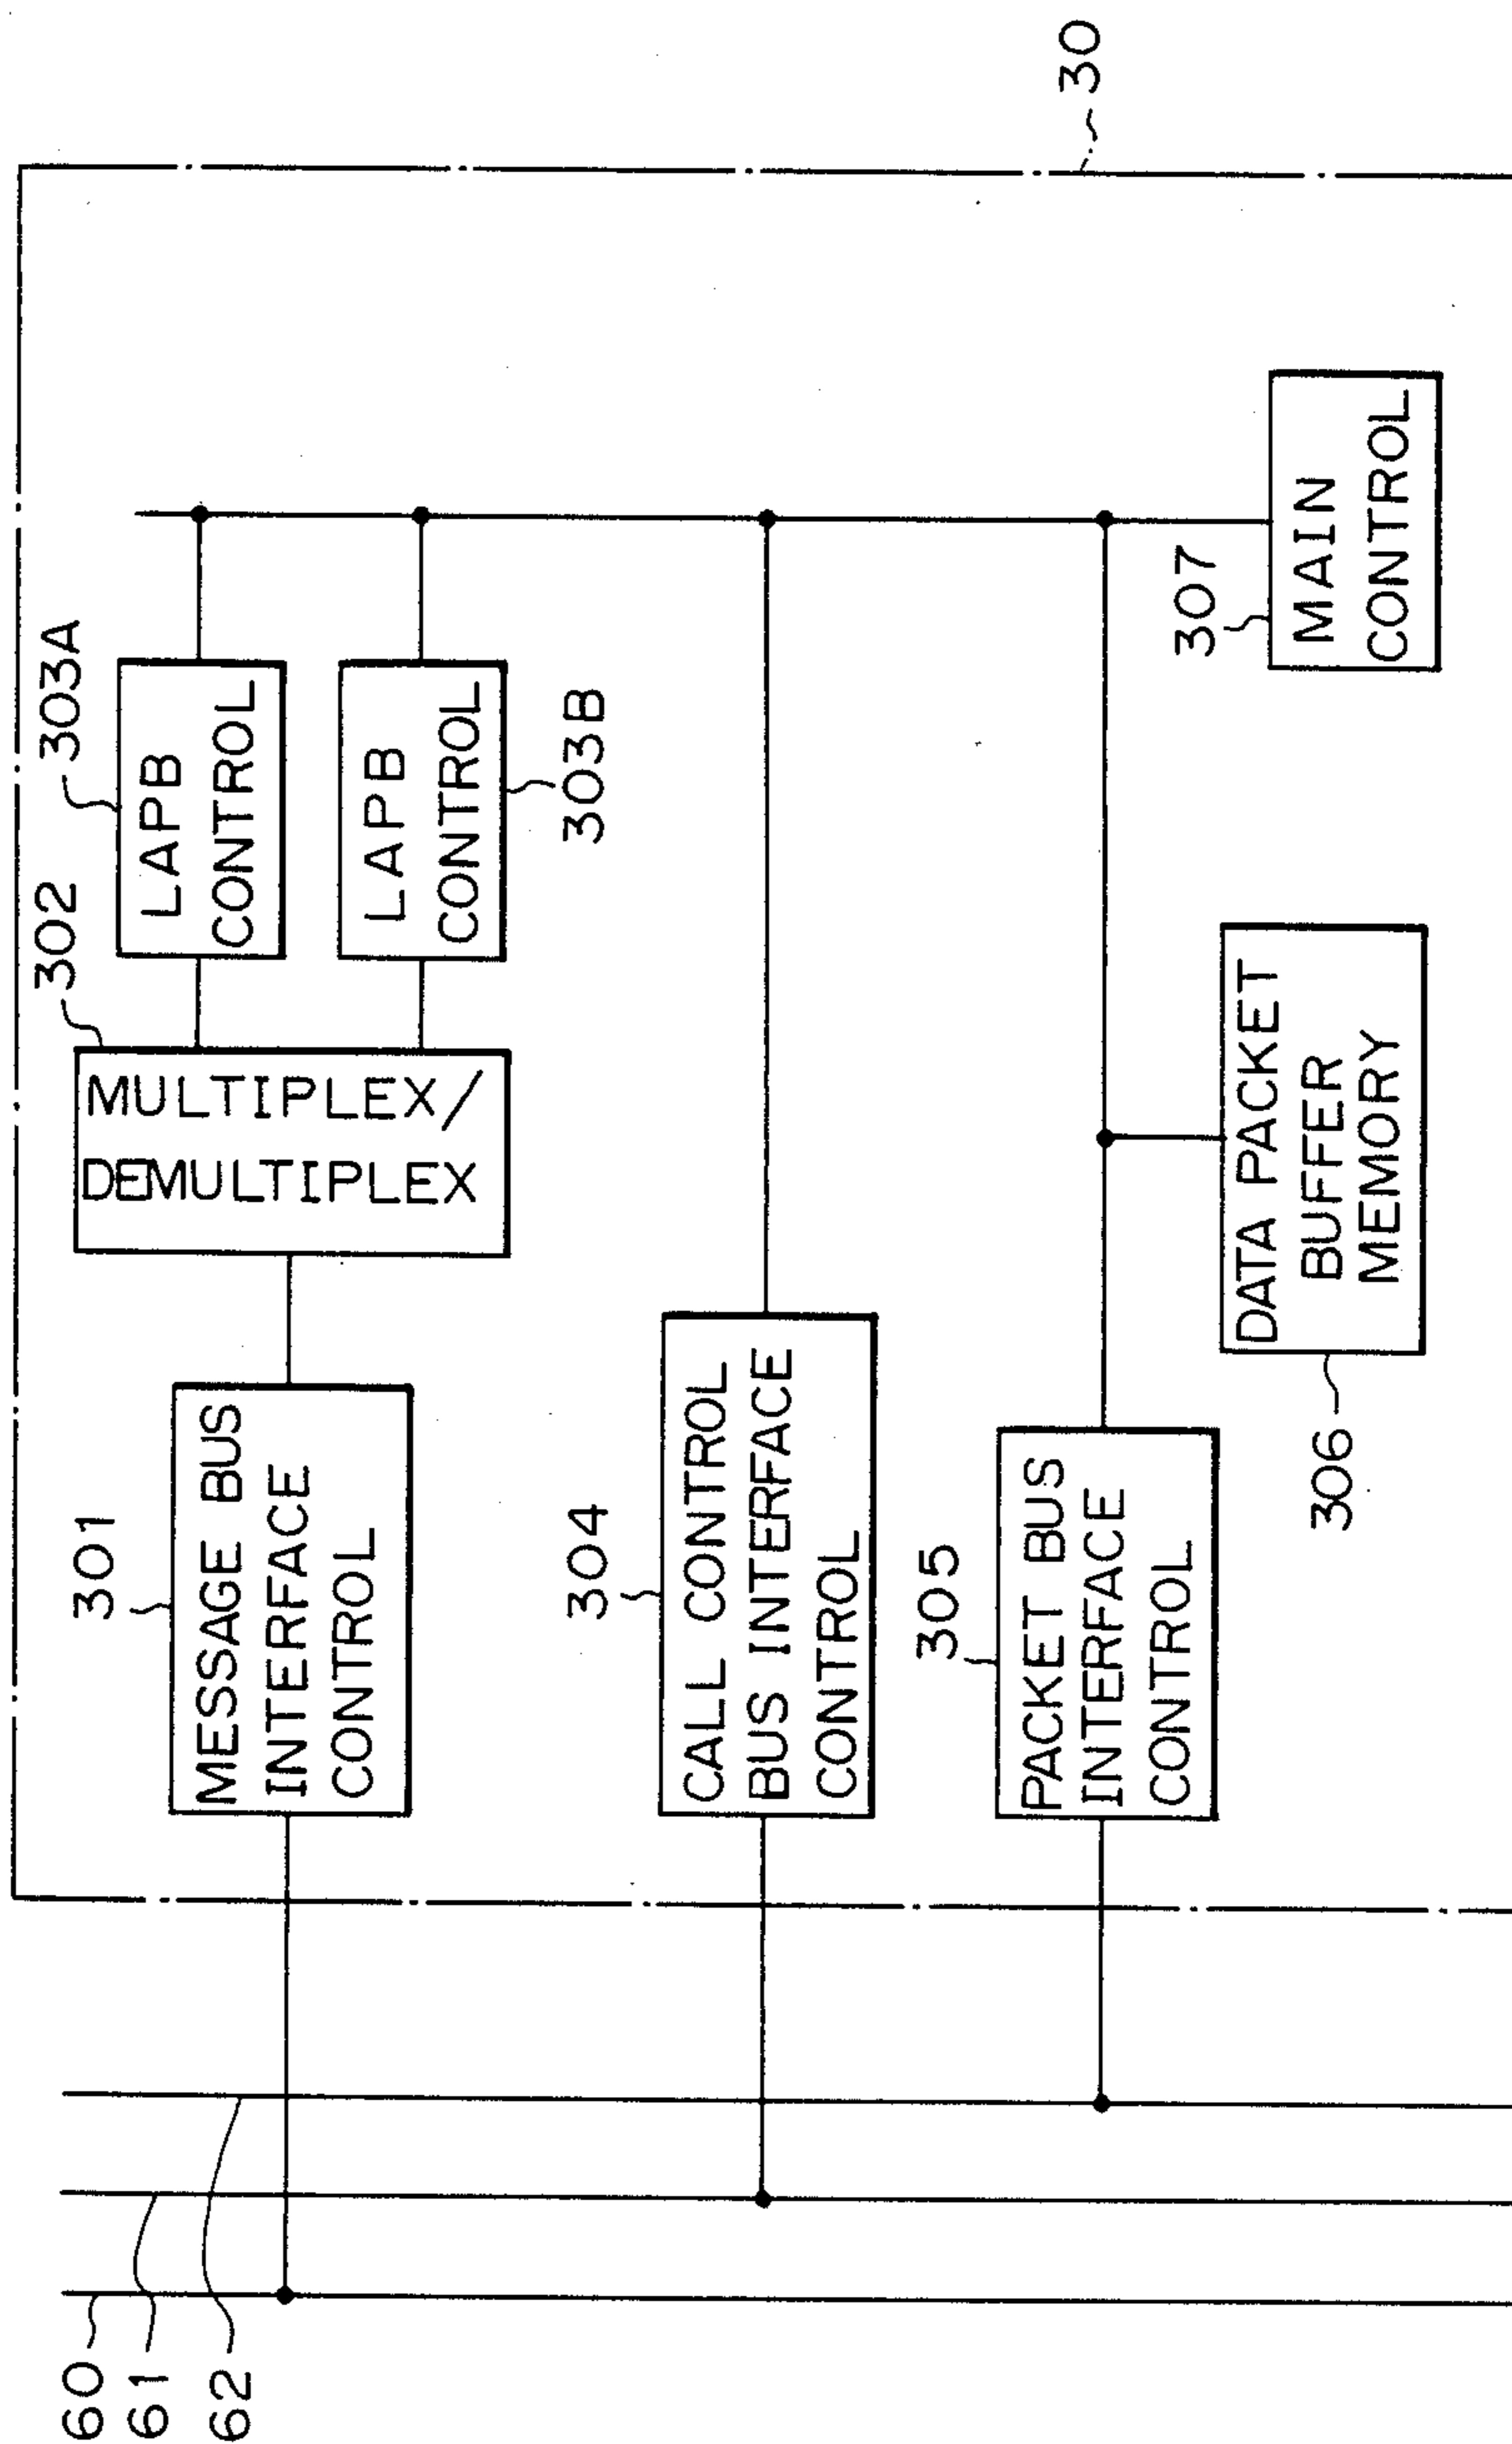 60
61
62
301
MESSAGE BUS
INTERFACE
CONTROL
302
MULTIPLEX/
DEMULTIPLEX
303A
LAPB
CONTROL
LAPB
CONTROL
303B
304
CALL CONTROL
BUS INTERFACE
CONTROL
305
PACKET BUS
INTERFACE
CONTROL
306
DATA PACKET
BUFFER
MEMORY
307
MAIN
CONTROL
30